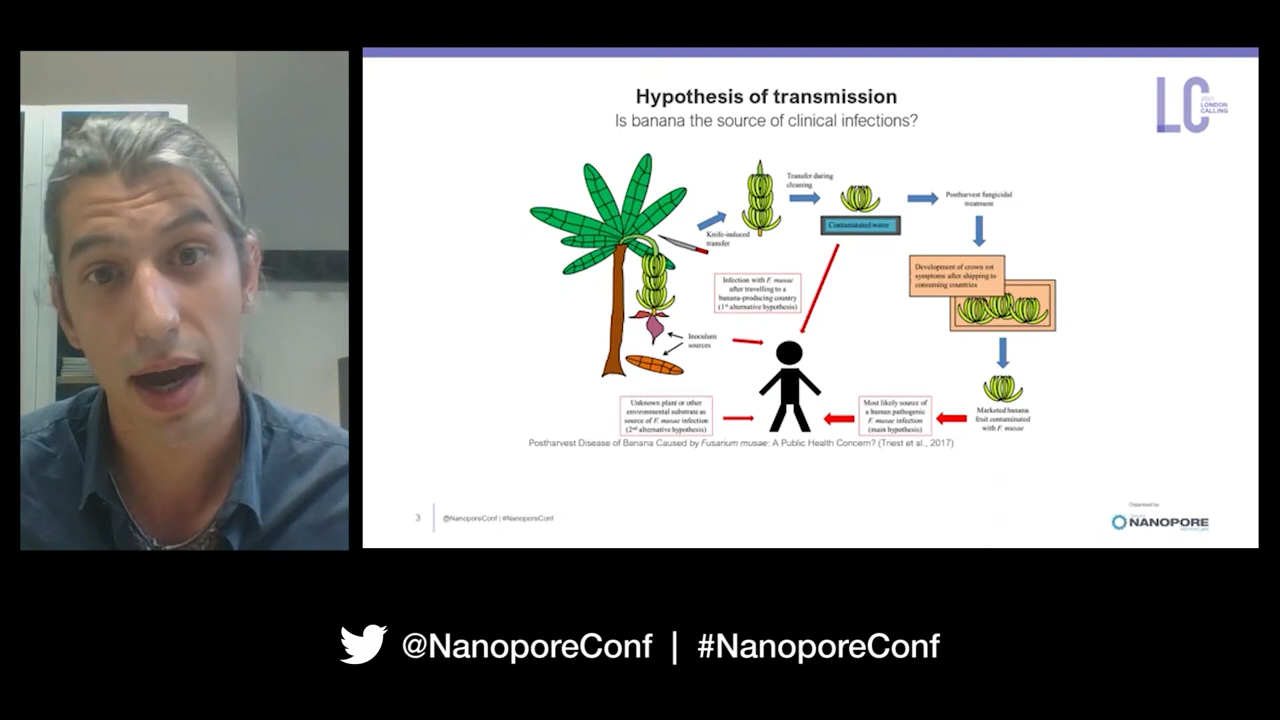 Hypothesis of transmission
Is banana the source of clinical infections?
LC
2021
LONDON
CALLING
Transfer during
cleaning
Knife-induced
transfer
Contaminated water
Postharvest fungicidal
treatment
Development of crown rot
symptoms after shipping to
consuming countries
Infection with F. musae
after travelling to a
banana-producing country
(1st alternative hypothesis)
Inoculum
sources
Unknown plant or other
environmental substrate as
source of F. musae infection
(2nd alternative hypothesis)
Most likely source of
a human pathogenic
F. musae infection
(main hypothesis)
Marketed banana
fruit contaminated
with F. musae
Postharvest Disease of Banana Caused by Fusarium musae: A Public Health Concern? (Triest et al., 2017)
3
@NanoporeConf | #NanoporeConf
Organised by
NANOPORE
@NanoporeConf | #NanoporeConf